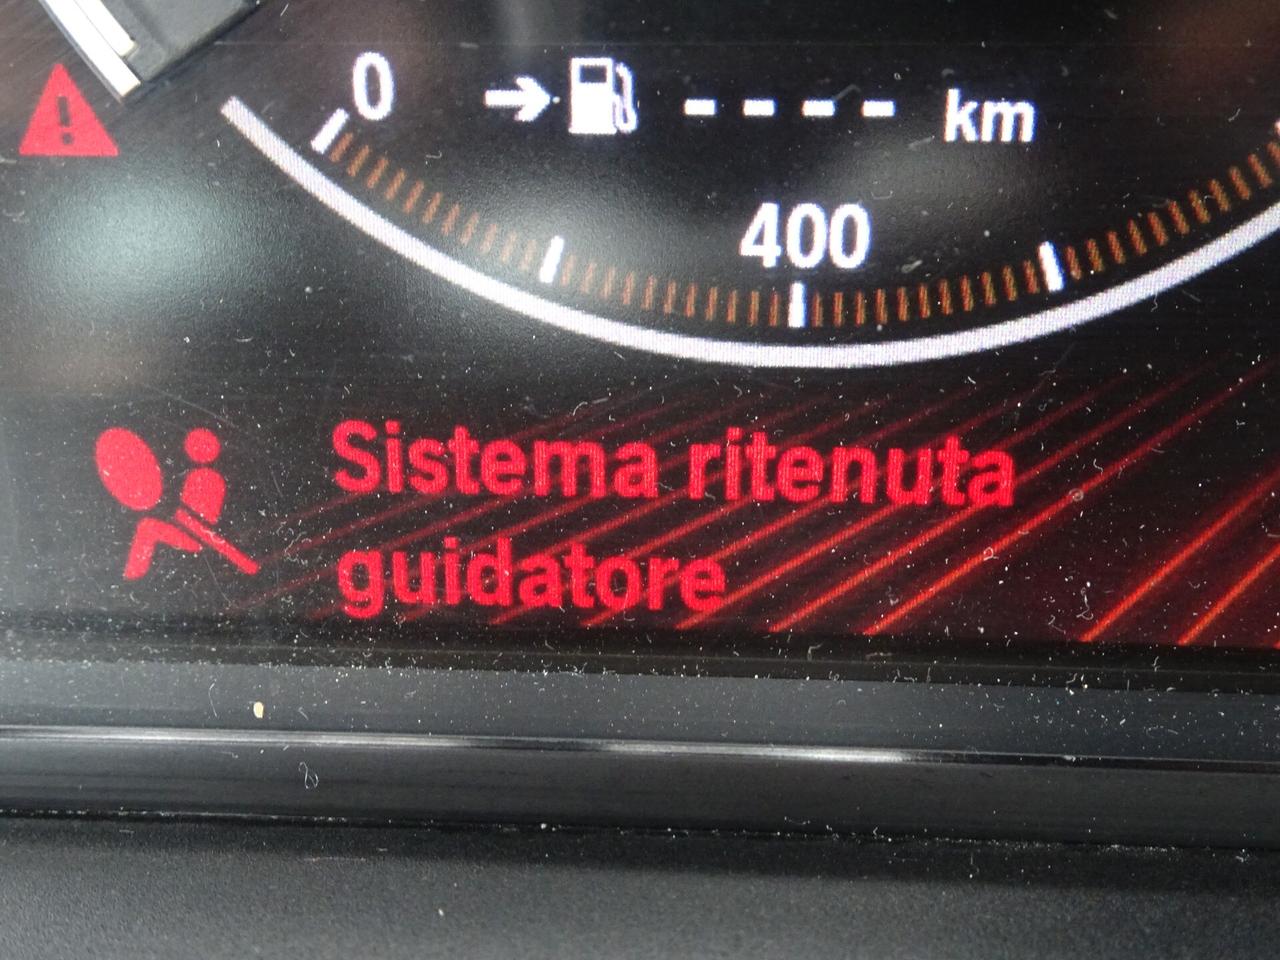 0 ---- km
400
Sistema ritenuta
guidatore